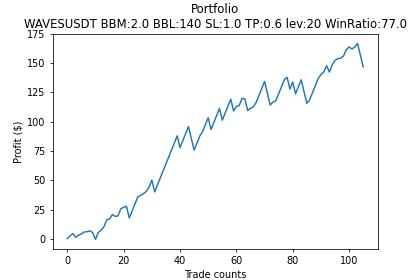 Portfolio
WAVESUSDT BBM:2.0 BBL:140 SL:1.0 TP:0.6 lev:20 WinRatio:77.0
175
150
125
100
75
50
25
0
Profit ($)
0 20 40 60 80 100
Trade counts